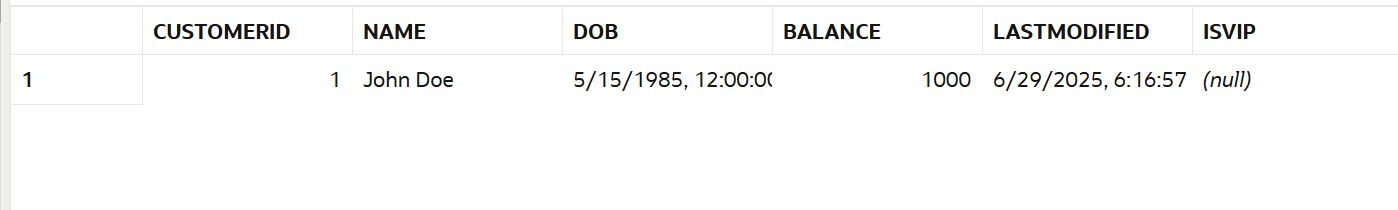 CUSTOMERID NAME DOB BALANCE LASTMODIFIED ISVIP
1 1 John Doe 5/15/1985, 12:00:00 1000 6/29/2025, 6:16:57 (null)